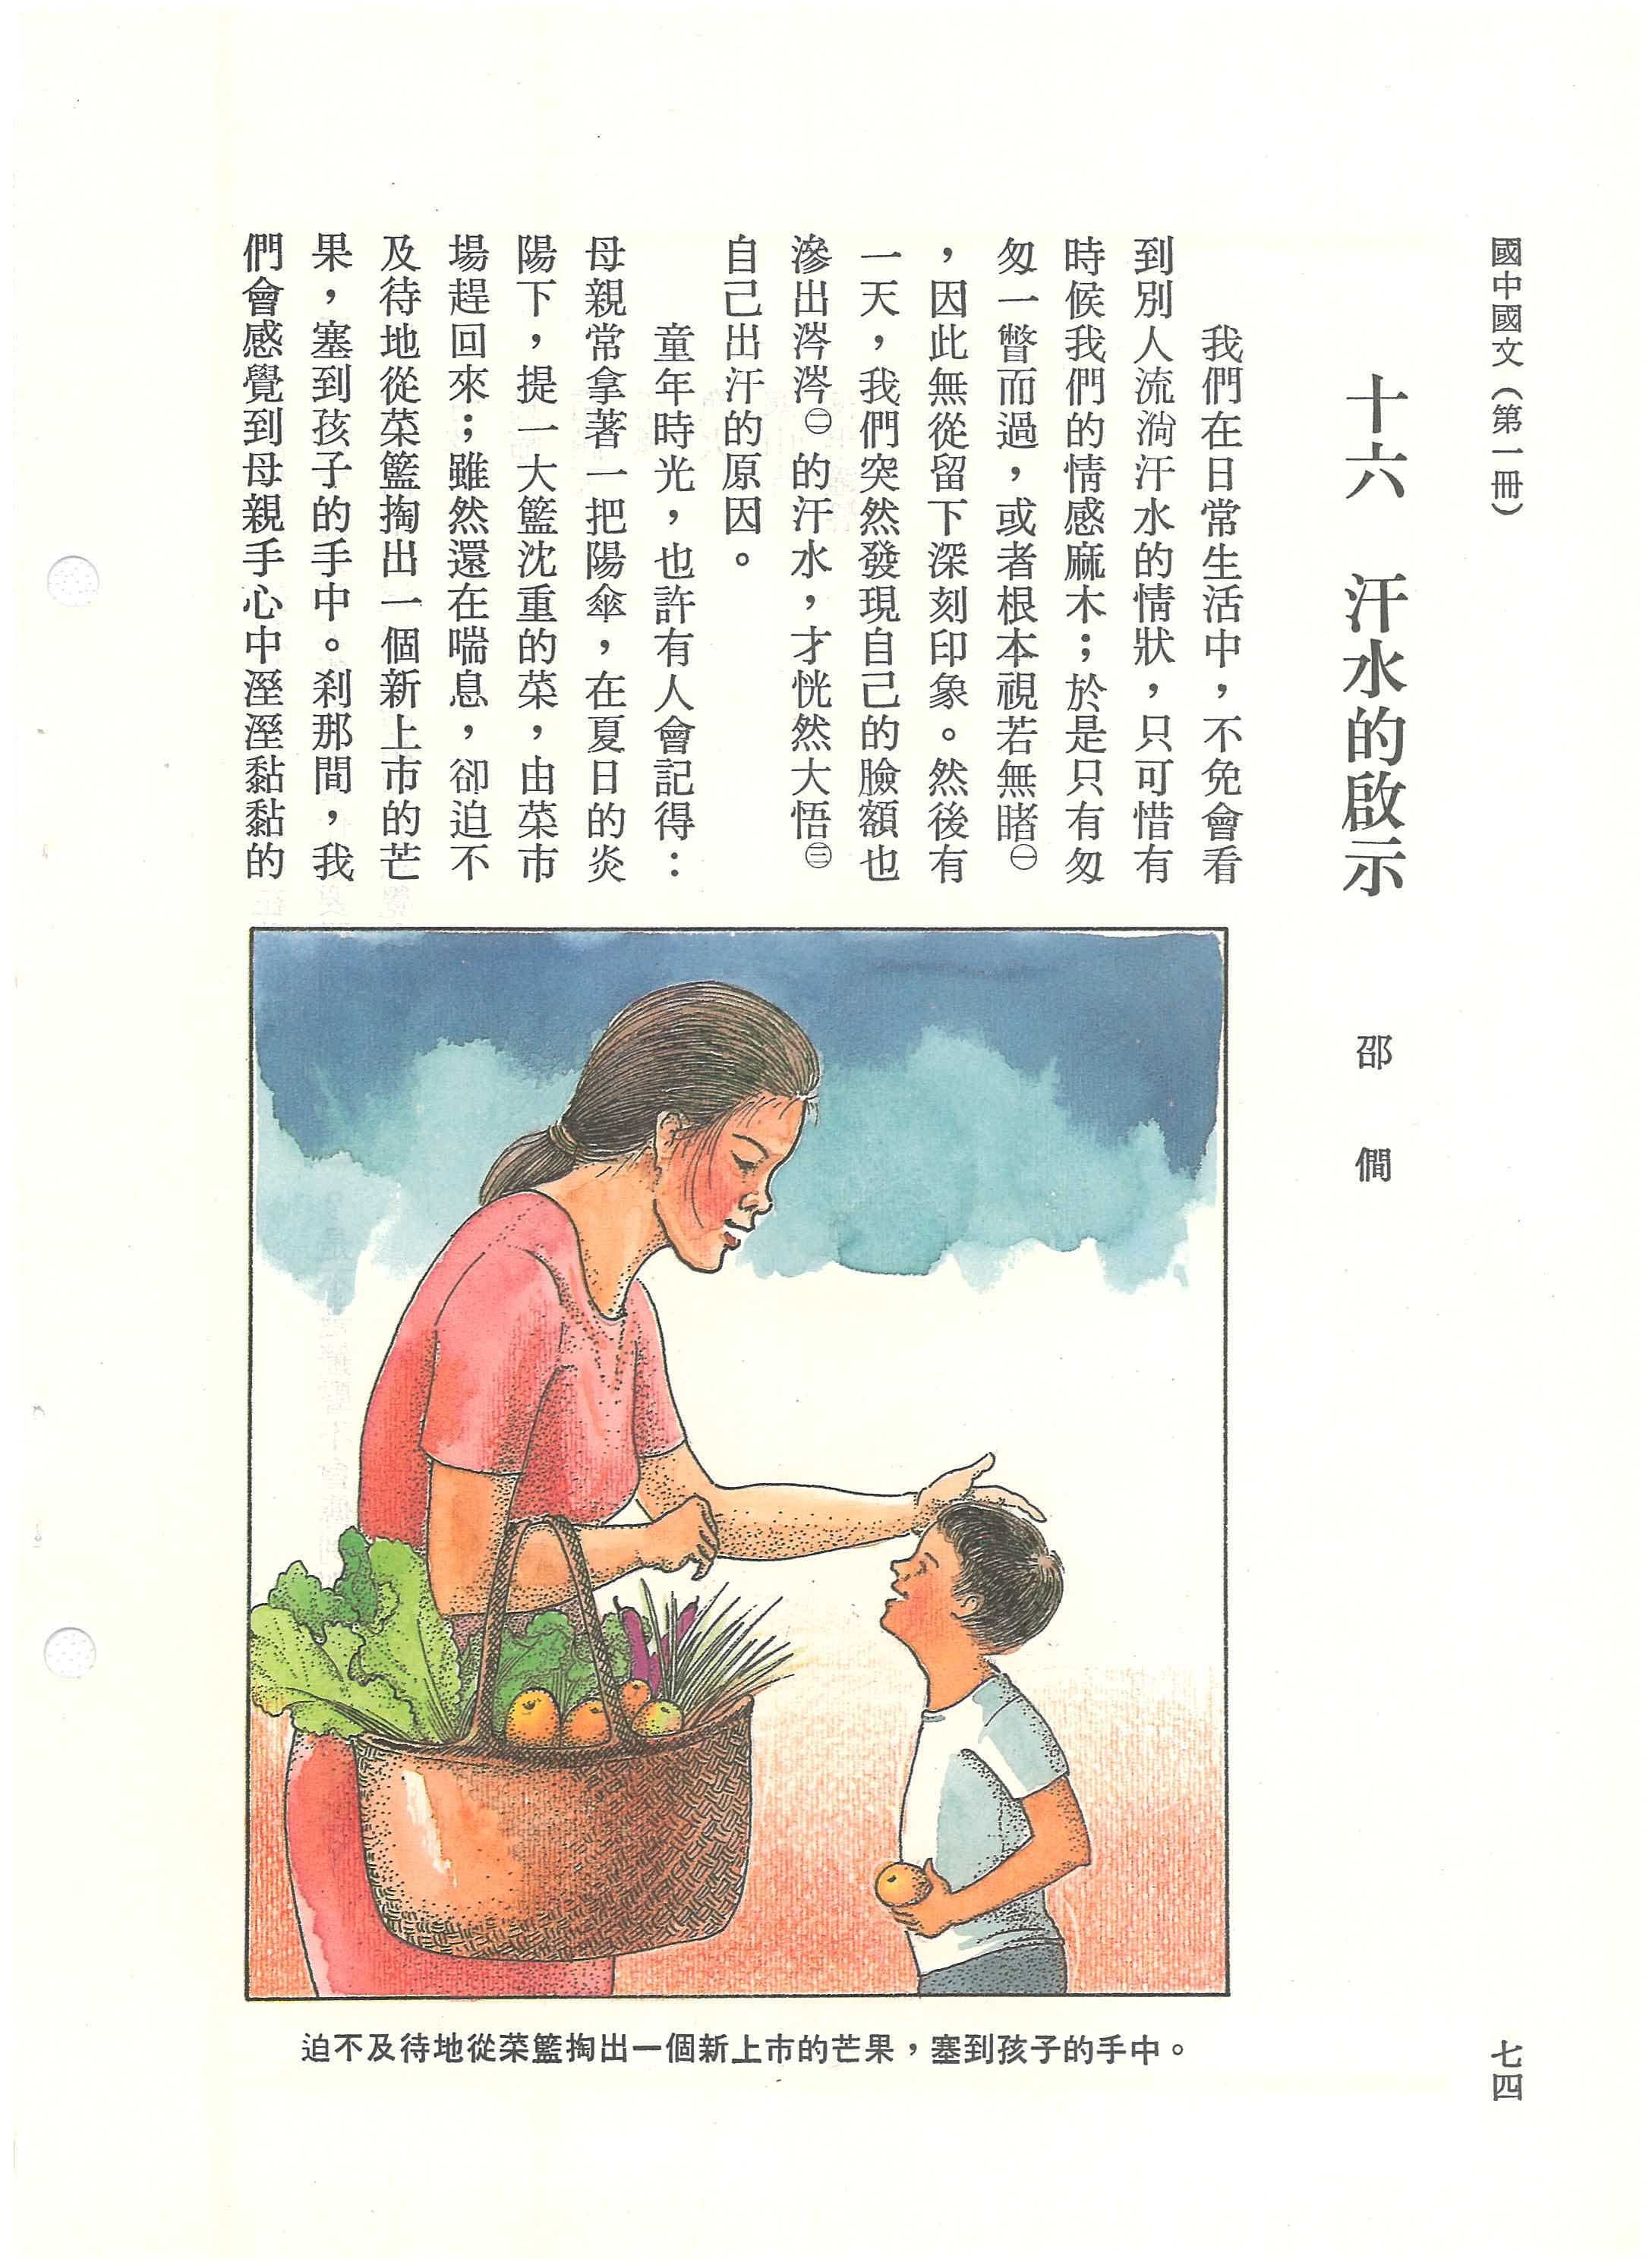 國中國文（第一冊）
十六　汗水的啟示　　邵　僩
我們在日常生活中，不免會看
到別人流淌汗水的情狀，只可惜有
時候我們的情感麻木；於是只有匆
匆一瞥而過，或者根本視若無睹㊀
，因此無從留下深刻印象。然後有
一天，我們突然發現自己的臉額也
滲出涔涔㊁的汗水，才恍然大悟㊂
自己出汗的原因。
童年時光，也許有人會記得：
母親常拿著一把陽傘，在夏日的炎
陽下，提一大籃沈重的菜，由菜市
場趕回來；雖然還在喘息，卻迫不
及待地從菜籃掏出一個新上市的芒
果，塞到孩子的手中。剎那間，我
們會感覺到母親手心中溼溼黏黏的
迫不及待地從菜籃掏出一個新上市的芒果，塞到孩子的手中。
七四